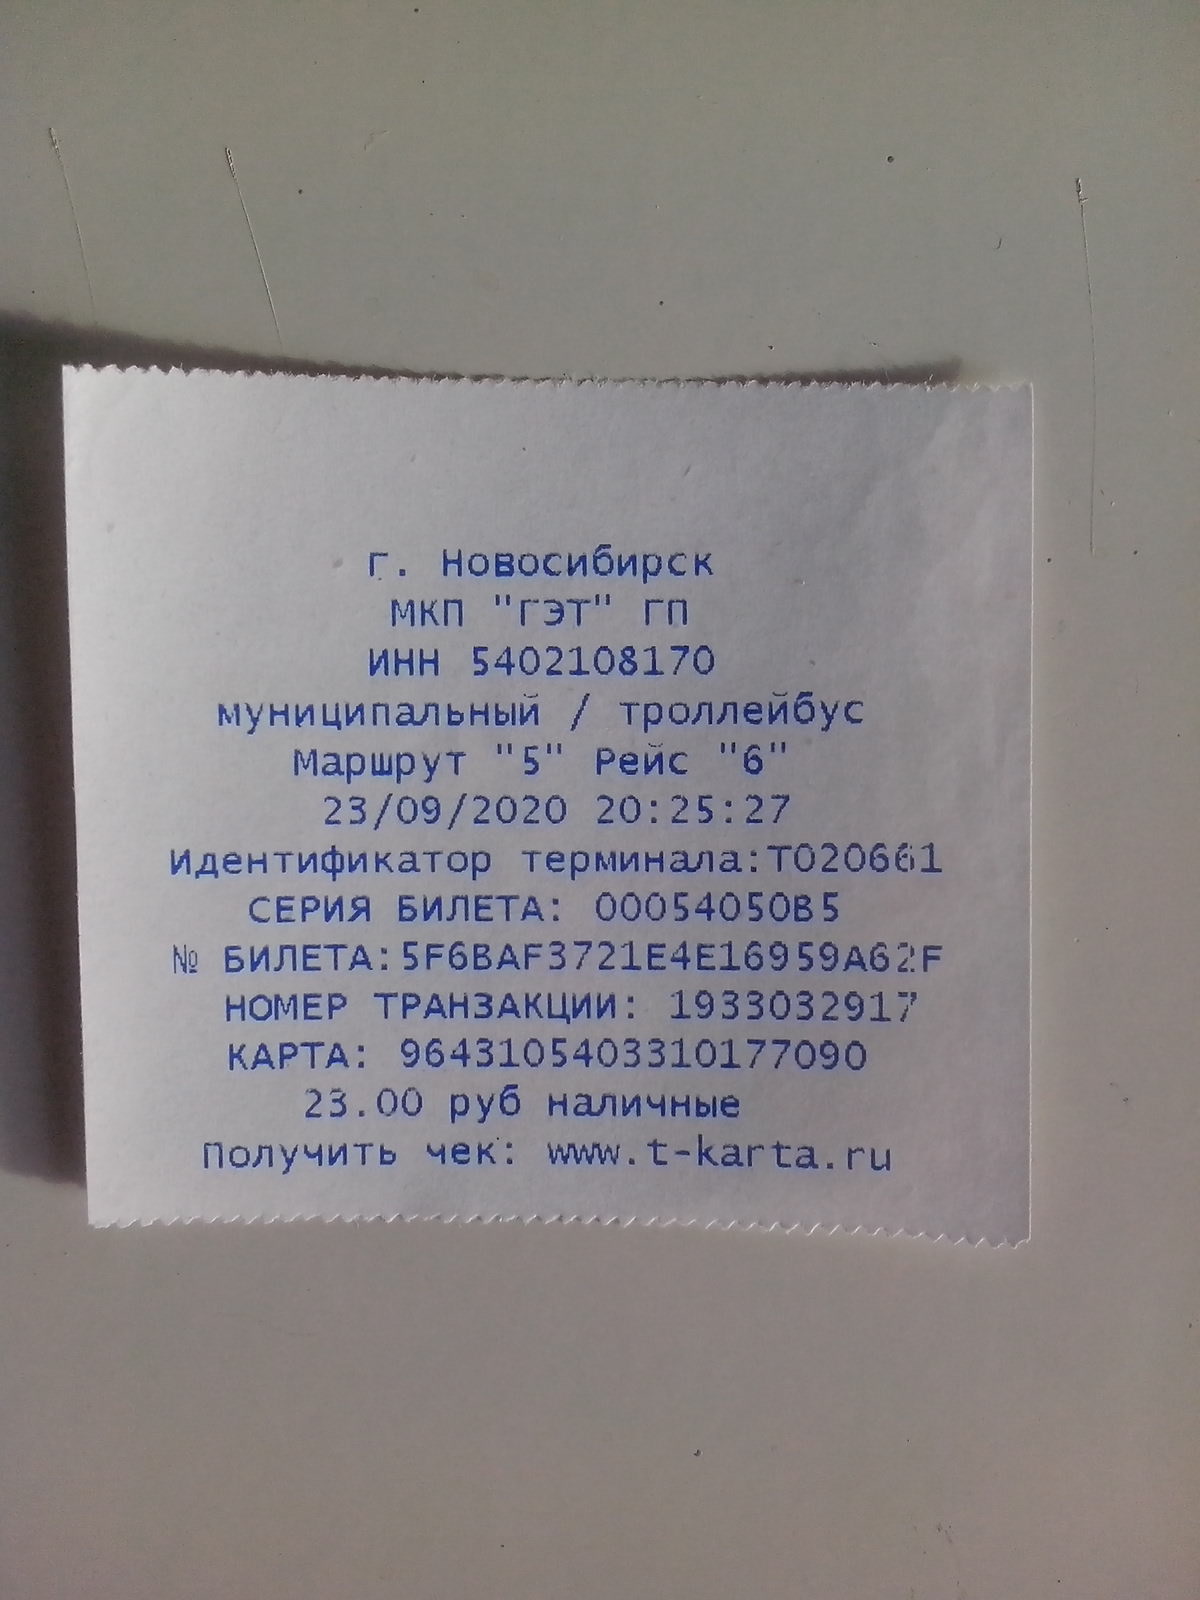 г. Новосибирск
МКП "ГЭТ" ГП
ИНН 5402108170
муниципальный / троллейбус
Маршрут "5" Рейс "6"
23/09/2020 20:25:27
Идентификатор терминала:T020661
СЕРИЯ БИЛЕТА: 00054050B5
№ БИЛЕТА:5F6BAF3721E4E16959A62F
НОМЕР ТРАНЗАКЦИИ: 1933032917
КАРТА: 9643105403310177090
23.00 руб наличные
Получить чек: www.t-karta.ru